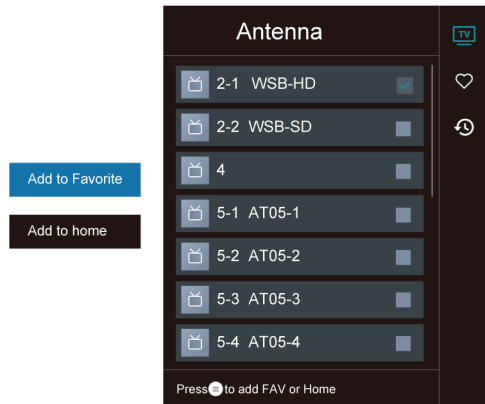 Antenna
TV
2-1 WSB-HD
2-2 WSB-SD
4
5-1 AT05-1
5-2 AT05-2
5-3 AT05-3
5-4 AT05-4
Press to add FAV or Home
Add to Favorite
Add to home